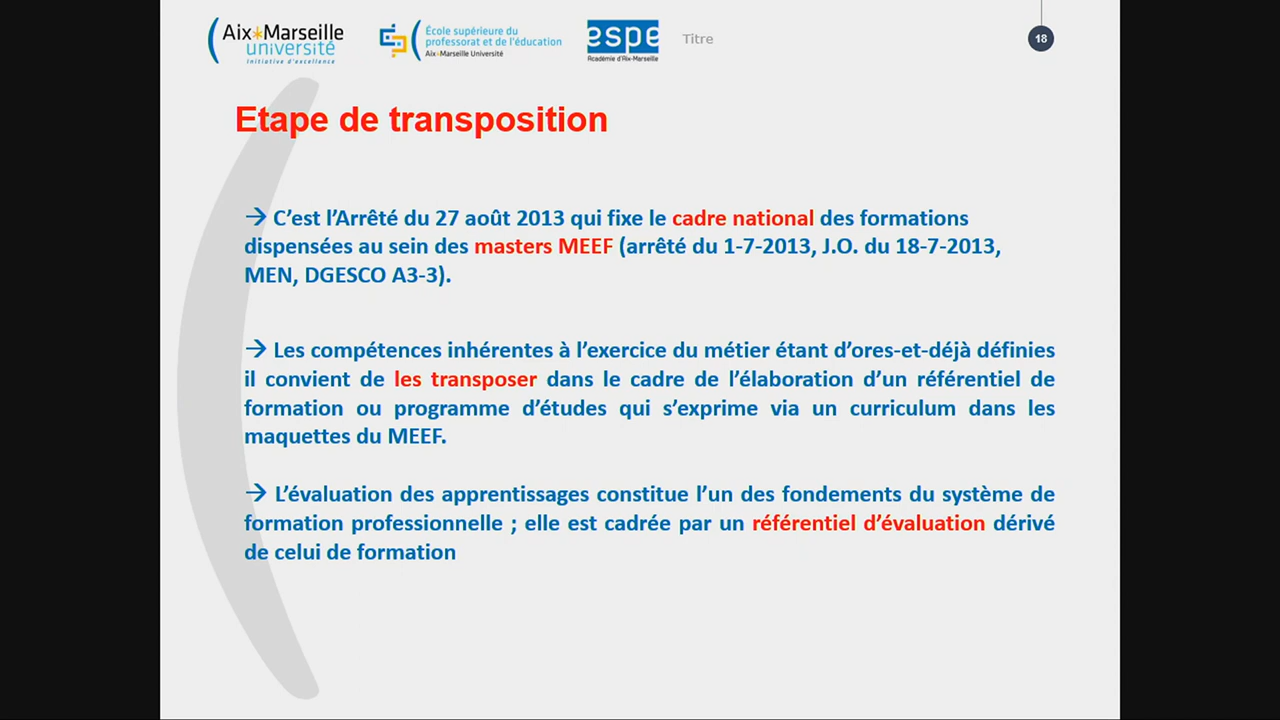 Aix*Marseille
université
Initiative d'excellence
École supérieure du
professorat et de l'éducation
Aix*Marseille Université
espe
Académie d'Aix-Marseille
Titre
18
Etape de transposition
→ C'est l'Arrêté du 27 août 2013 qui fixe le cadre national des formations
dispensées au sein des masters MEEF (arrêté du 1-7-2013, J.O. du 18-7-2013,
MEN, DGESCO A3-3).
→ Les compétences inhérentes à l'exercice du métier étant d'ores-et-déjà définies
il convient de les transposer dans le cadre de l'élaboration d'un référentiel de
formation ou programme d'études qui s'exprime via un curriculum dans les
maquettes du MEEF.
→ L'évaluation des apprentissages constitue l'un des fondements du système de
formation professionnelle ; elle est cadrée par un référentiel d'évaluation dérivé
de celui de formation